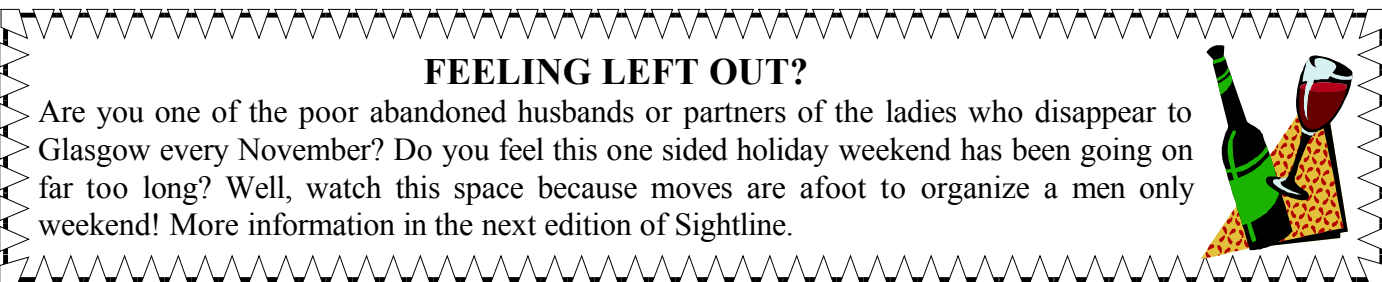 FEELING LEFT OUT?
Are you one of the poor abandoned husbands or partners of the ladies who disappear to
Glasgow every November? Do you feel this one sided holiday weekend has been going on
far too long? Well, watch this space because moves are afoot to organize a men only
weekend! More information in the next edition of Sightline.